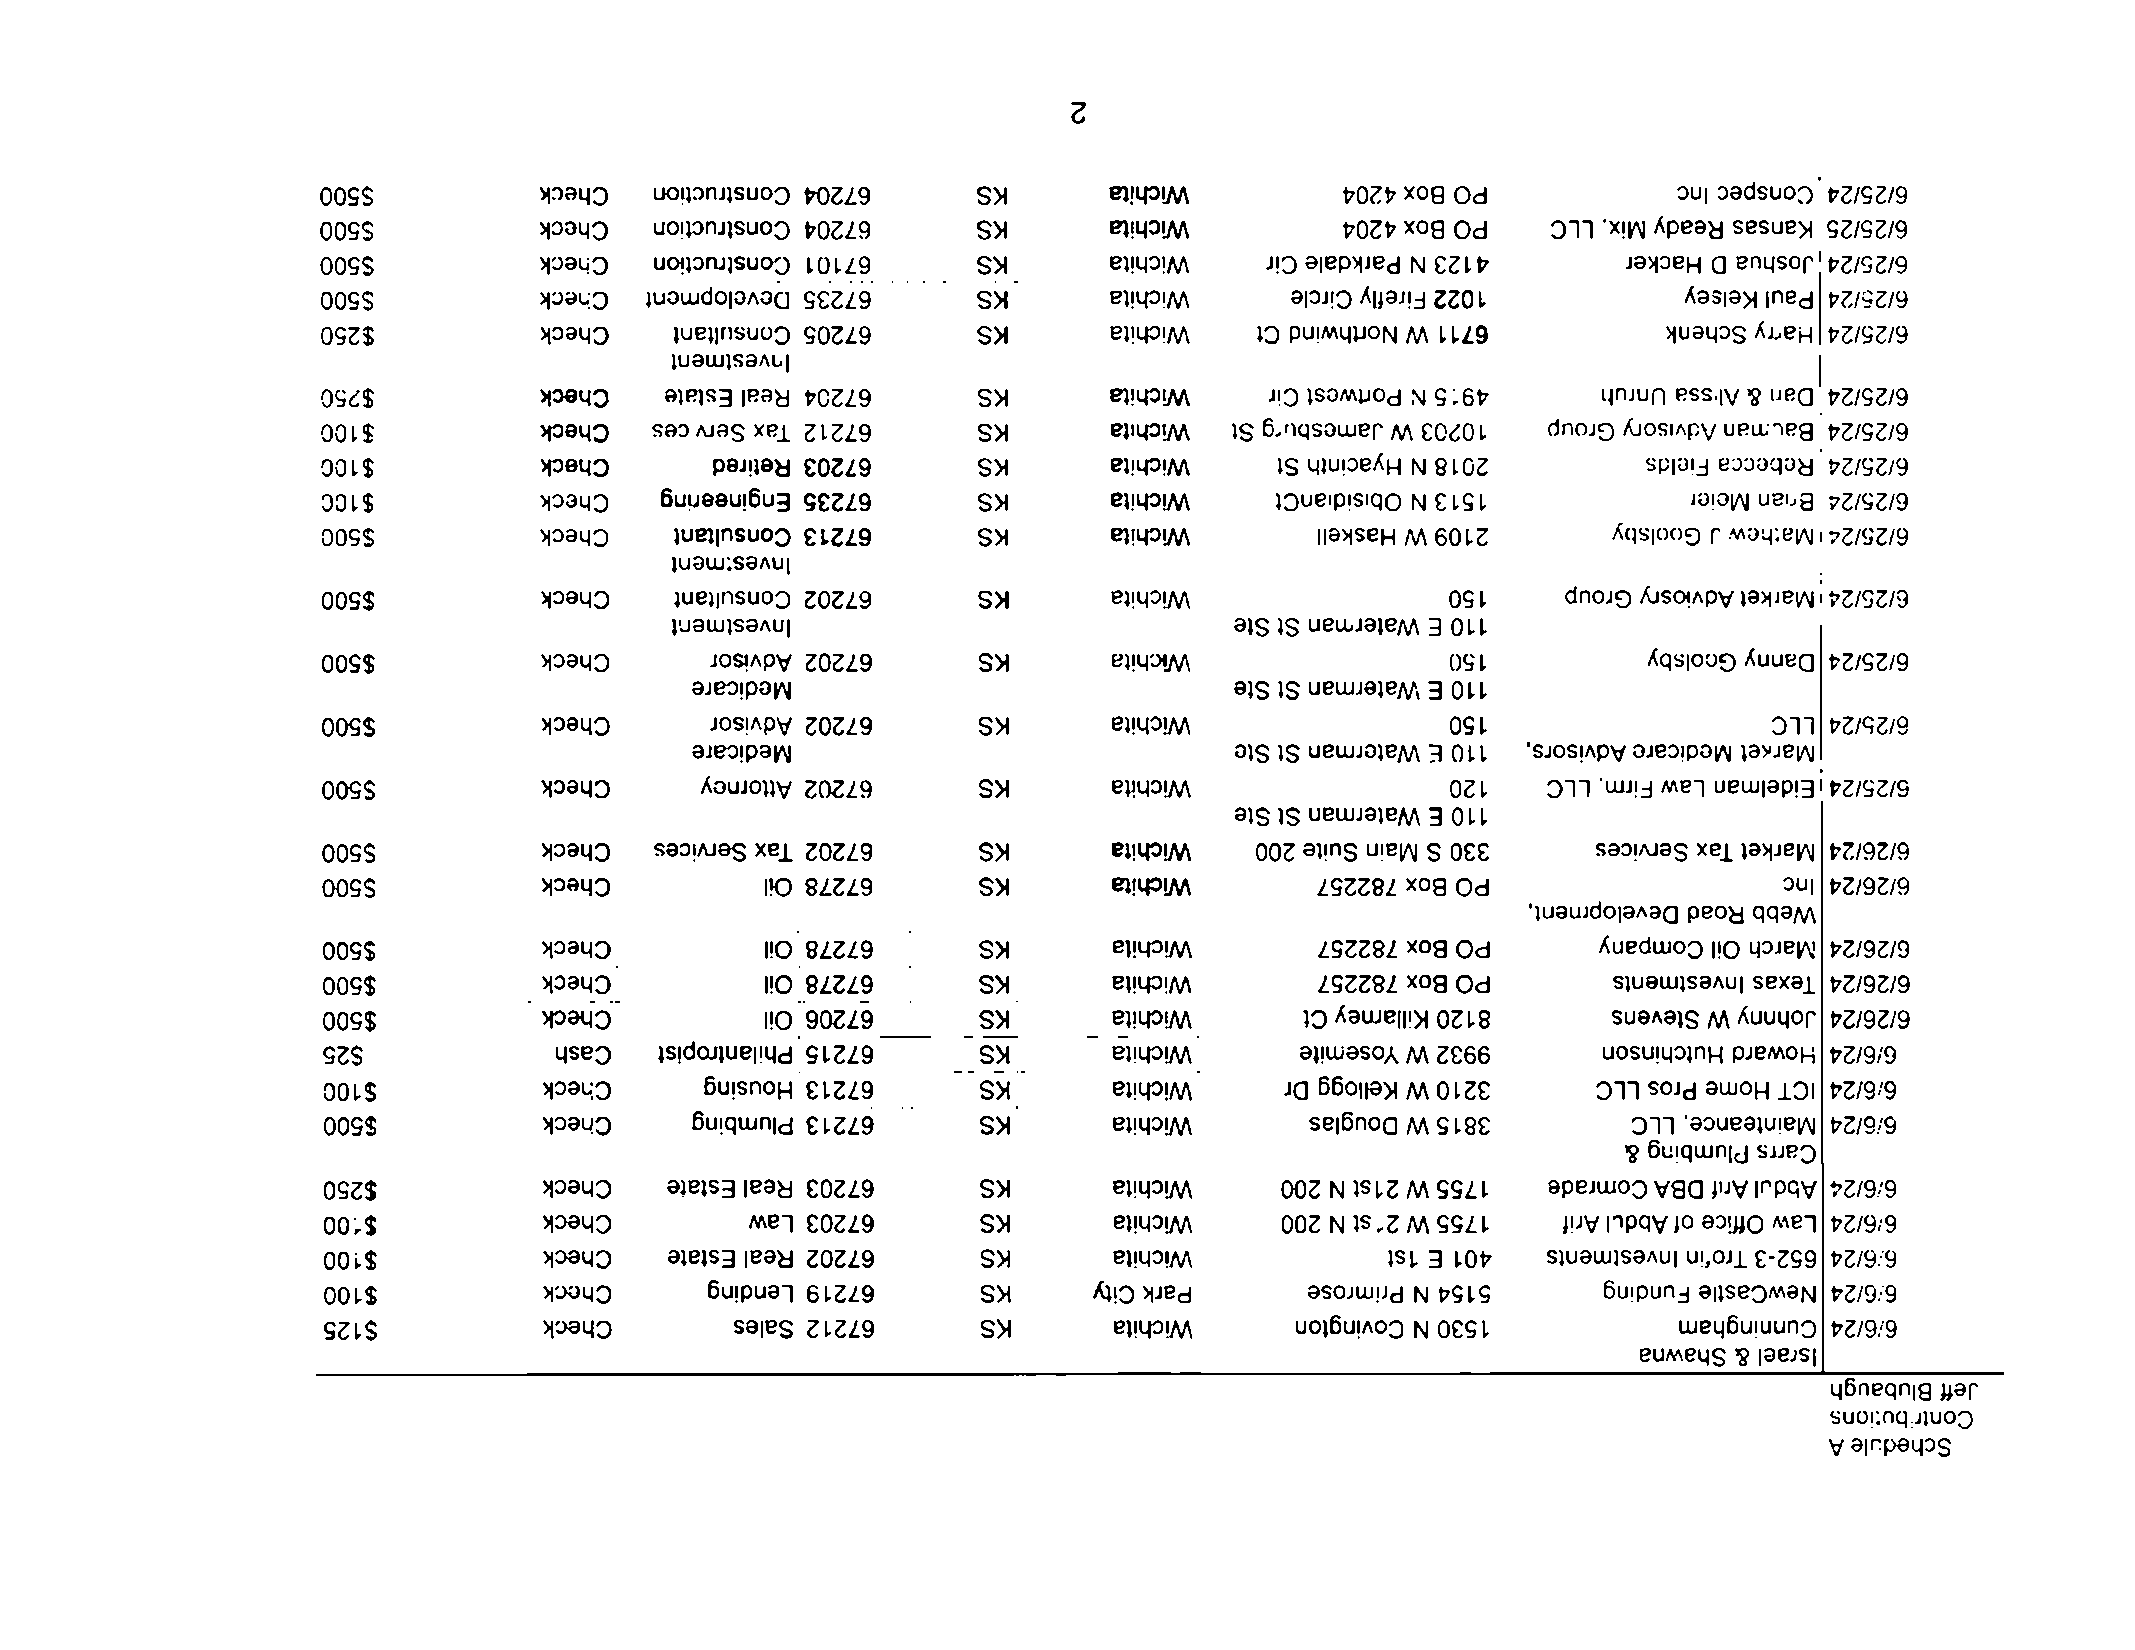 Schedule A
Contributions
Jeff Blubaugh
Israel & Shawna
6/6/24 Cunningham 1530 N Covington Wichita KS 67212 Sales Check $125
6/6/24 NewCastle Funding 5154 N Primrose Park City KS 67219 Lending Check $100
6/6/24 652-3 Trofin Investments 401 E 1st Wichita KS 67202 Real Estate Check $100
6/6/24 Law Office of Abdul Arif 1755 W 21st N 200 Wichita KS 67203 Law Check $100
6/6/24 Abdul Arif DBA Comrade 1755 W 21st N 200 Wichita KS 67203 Real Estate Check $250
Carrs Plumbing &
6/6/24 Mainteance, LLC 3815 W Douglas Wichita KS 67213 Plumbing Check $500
6/6/24 ICT Home Pros LLC 3210 W Kellogg Dr Wichita KS 67213 Housing Check $100
6/6/24 Howard Hutchinson 9932 W Yosemite Wichita KS 67215 Philantropist Cash $25
6/26/24 Johnny W Stevens 8120 Killarney Ct Wichita KS 67206 Oil Check $500
6/26/24 Texas Investments PO Box 782257 Wichita KS 67278 Oil Check $500
6/26/24 March Oil Company PO Box 782257 Wichita KS 67278 Oil Check $500
Webb Road Development,
6/26/24 Inc PO Box 782257 Wichita KS 67278 Oil Check $500
6/26/24 Market Tax Services 330 S Main Suite 200 Wichita KS 67202 Tax Services Check $500
110 E Waterman St Ste
6/25/24 Eidelman Law Firm, LLC 120 Wichita KS 67202 Attorney Check $500
Market Medicare Advisors, 110 E Waterman St Ste Medicare
6/25/24 LLC 150 Wichita KS 67202 Advisor Check $500
110 E Waterman St Ste Medicare
6/25/24 Danny Goolsby 150 Wichita KS 67202 Advisor Check $500
110 E Waterman St Ste Investment
6/25/24 Market Adviosry Group 150 Wichita KS 67202 Consultant Check $500
Investment
6/25/24 Mathew J Goolsby 2109 W Haskell Wichita KS 67213 Consultant Check $500
6/25/24 Brian Meier 1513 N ObisidianCt Wichita KS 67235 Engineering Check $100
6/25/24 Rebecca Fields 2018 N Hyacinth St Wichita KS 67203 Retired Check $100
6/25/24 Bauman Advisory Group 10203 W Jamesburg St Wichita KS 67212 Tax Services Check $100
6/25/24 Dan & Alissa Unruh 4915 N Portwest Cir Wichita KS 67204 Real Estate Check $250
Investment
6/25/24 Harry Schenk 6711 W Northwind Ct Wichita KS 67205 Consultant Check $250
6/25/24 Paul Kelsey 1022 Firefly Circle Wichita KS 67235 Development Check $500
6/25/24 Joshua D Hacker 4123 N Parkdale Cir Wichita KS 67101 Construction Check $500
6/25/25 Kansas Ready Mix, LLC PO Box 4204 Wichita KS 67204 Construction Check $500
6/25/24 Conspec Inc PO Box 4204 Wichita KS 67204 Construction Check $500
2